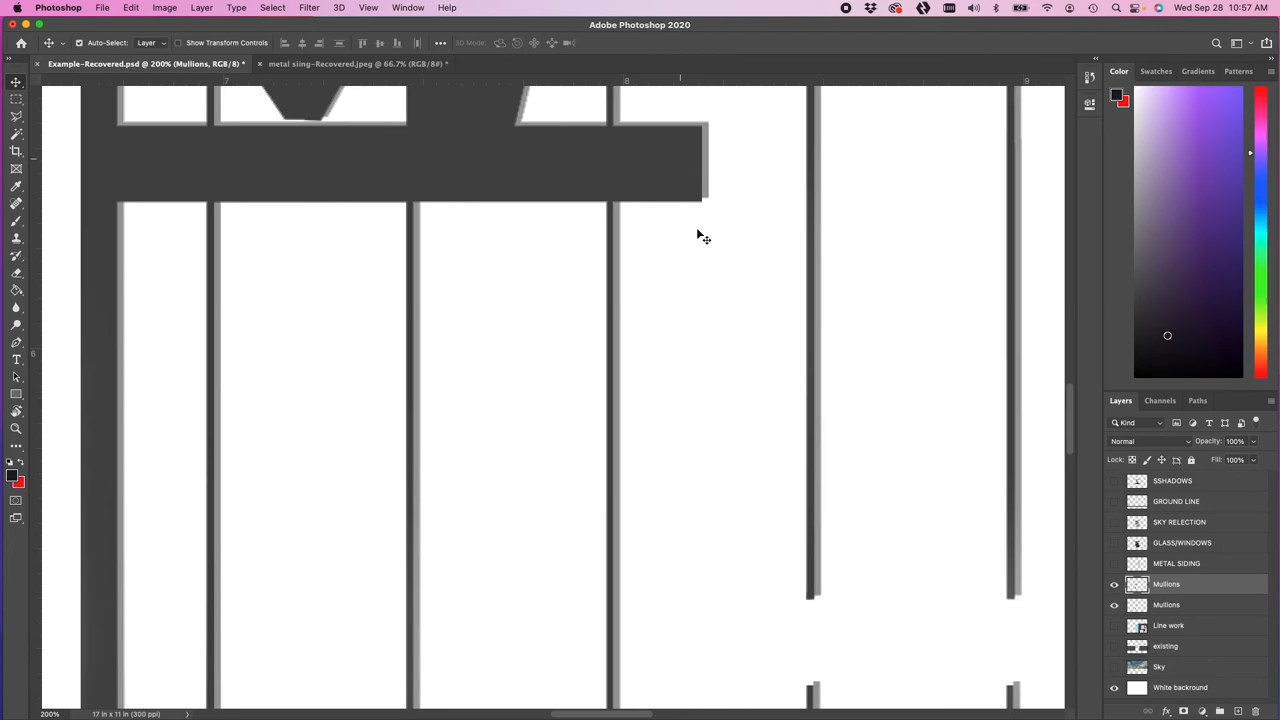 Photoshop File Edit Image Layer Type Select Filter 3D View Window Help Wed Sep 28 10:57 AM
Adobe Photoshop 2020
Auto-Select: Layer Show Transform Controls 3D Mode:
Example-Recovered.psd @ 200% (Mullions, RGB/8) * metal siing-Recovered.jpeg @ 66.7% (RGB/8#) *
Color Swatches Gradients Patterns
7 8 9
6
Layers Channels Paths
Kind
Normal Opacity: 100%
Lock: Fill: 100%
SSHADOWS
GROUND LINE
SKY RELECTION
GLASS/WINDOWS
METAL SIDING
Mullions
Mullions
Line work
existing
Sky
White backround
200% 17 in x 11 in (300 ppi)